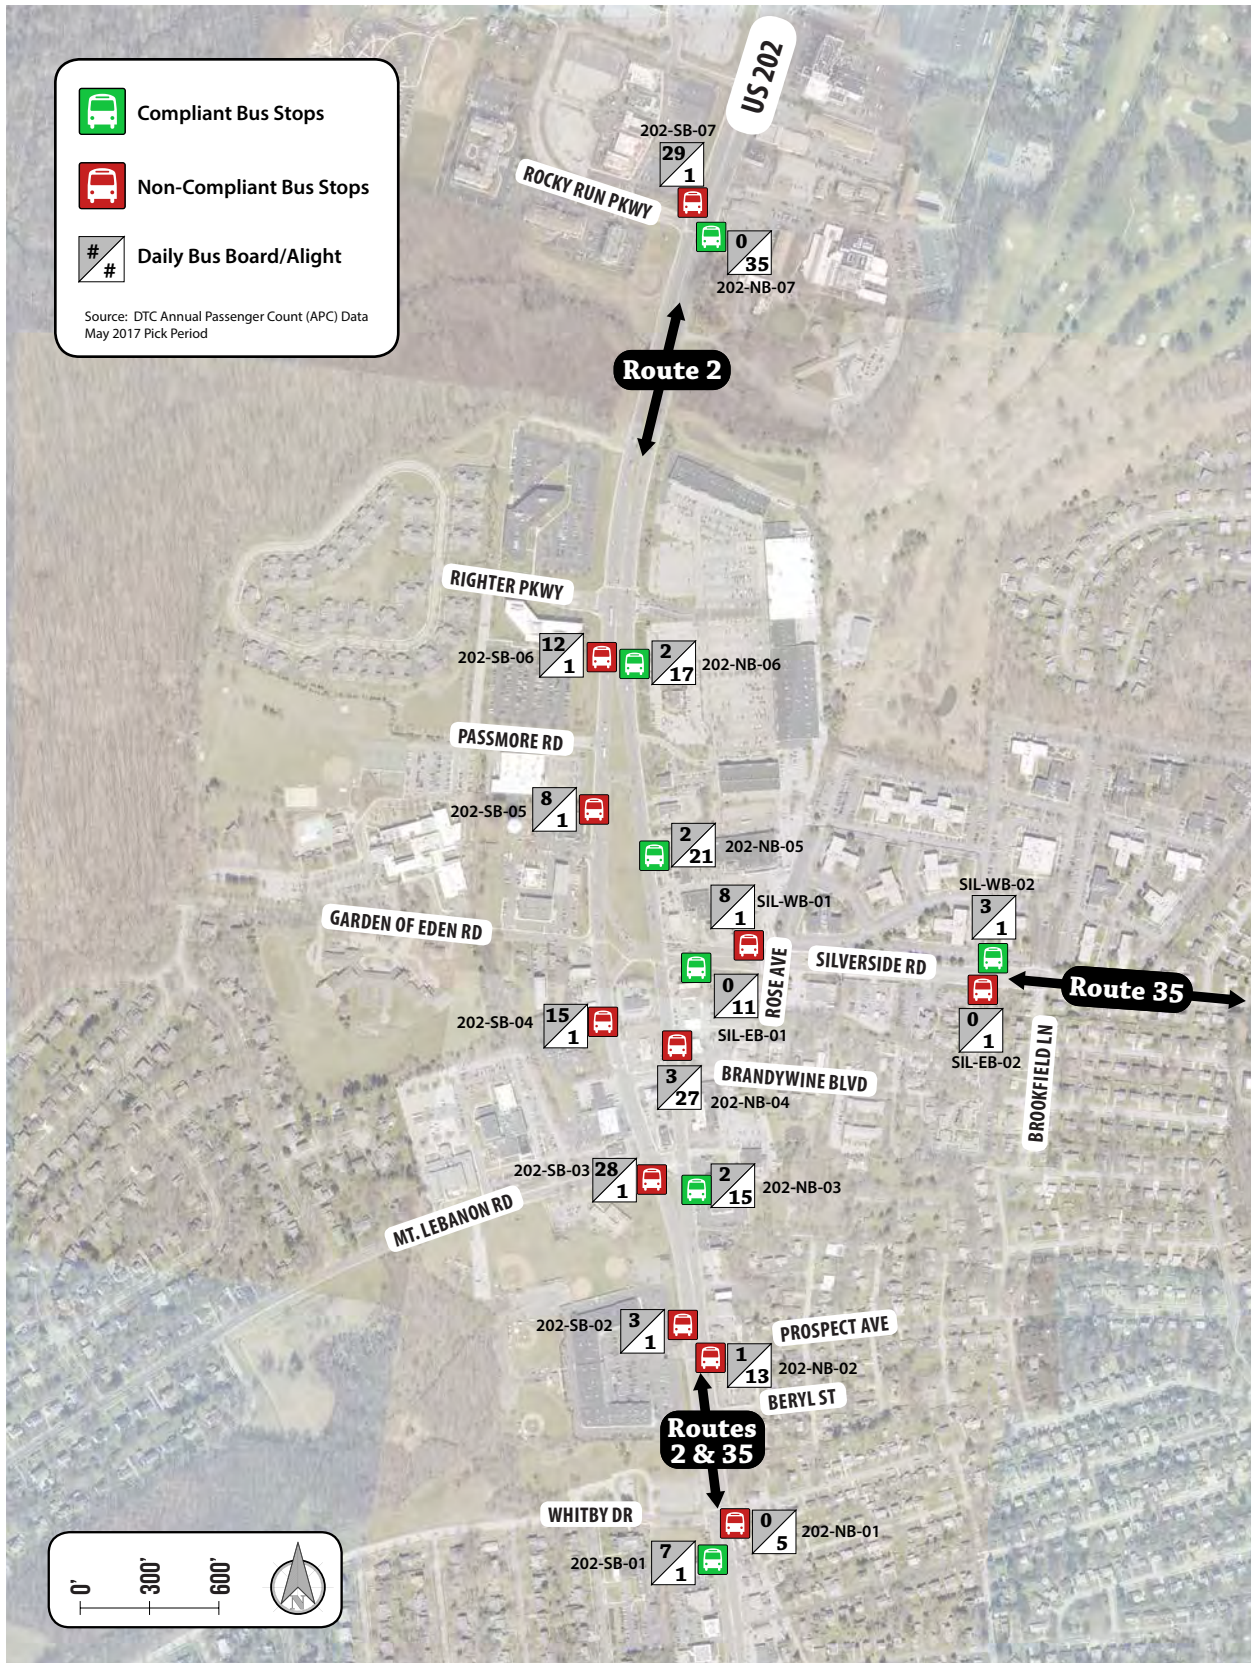 US 202
Compliant Bus Stops
Non-Compliant Bus Stops
#
#
Daily Bus Board/Alight
Source: DTC Annual Passenger Count (APC) Data
May 2017 Pick Period
202-SB-07
29
1
ROCKY RUN PKWY
0
35
202-NB-07
Route 2
RIGHTER PKWY
202-SB-06
12
1
2
17
202-NB-06
PASSMORE RD
202-SB-05
8
1
2
21
202-NB-05
8
1
SIL-WB-01
SIL-WB-02
3
1
GARDEN OF EDEN RD
SILVERSIDE RD
ROSE AVE
0
11
SIL-EB-01
Route 35
0
1
SIL-EB-02
202-SB-04
15
1
BRANDYWINE BLVD
3
27
202-NB-04
BROOKFIELD LN
202-SB-03
28
1
2
15
202-NB-03
MT. LEBANON RD
202-SB-02
3
1
PROSPECT AVE
1
13
202-NB-02
BERYL ST
Routes
2 & 35
WHITBY DR
0
5
202-NB-01
202-SB-01
7
1
0'
300'
600'
N